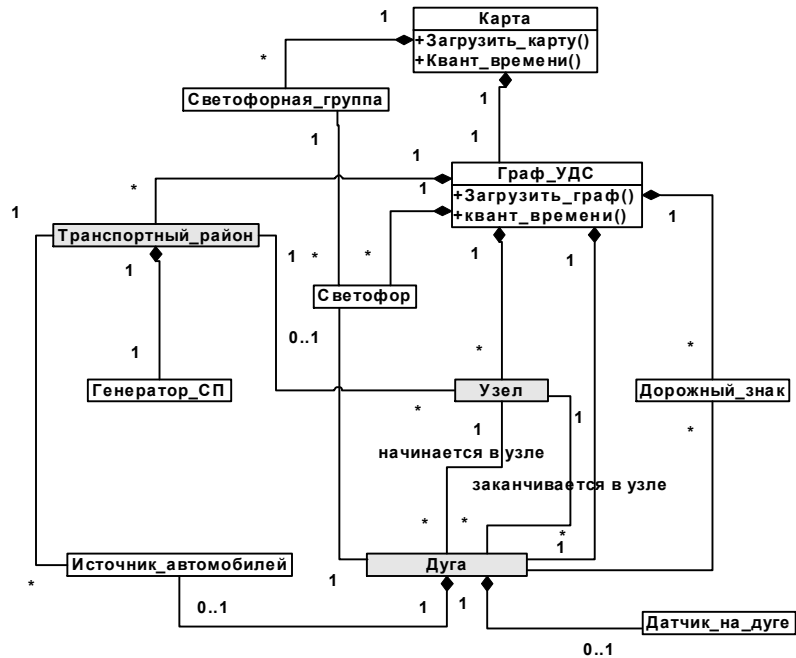 1
Карта
+Загрузить_карту()
+Квант_времени()
*
Светофорная_группа
1
1
1
1
Граф_УДС
+Загрузить_граф()
+квант_времени()
*
1
1
1
Транспортный_район
1
1
*
*
1
1
Светофор
0..1
1
*
*
Генератор_СП
Узел
Дорожный_знак
*
1
1
*
начинается в узле
заканчивается в узле
*
*
*
1
Источник_автомобилей
Дуга
*
1
0..1
1
1
Датчик_на_дуге
0..1